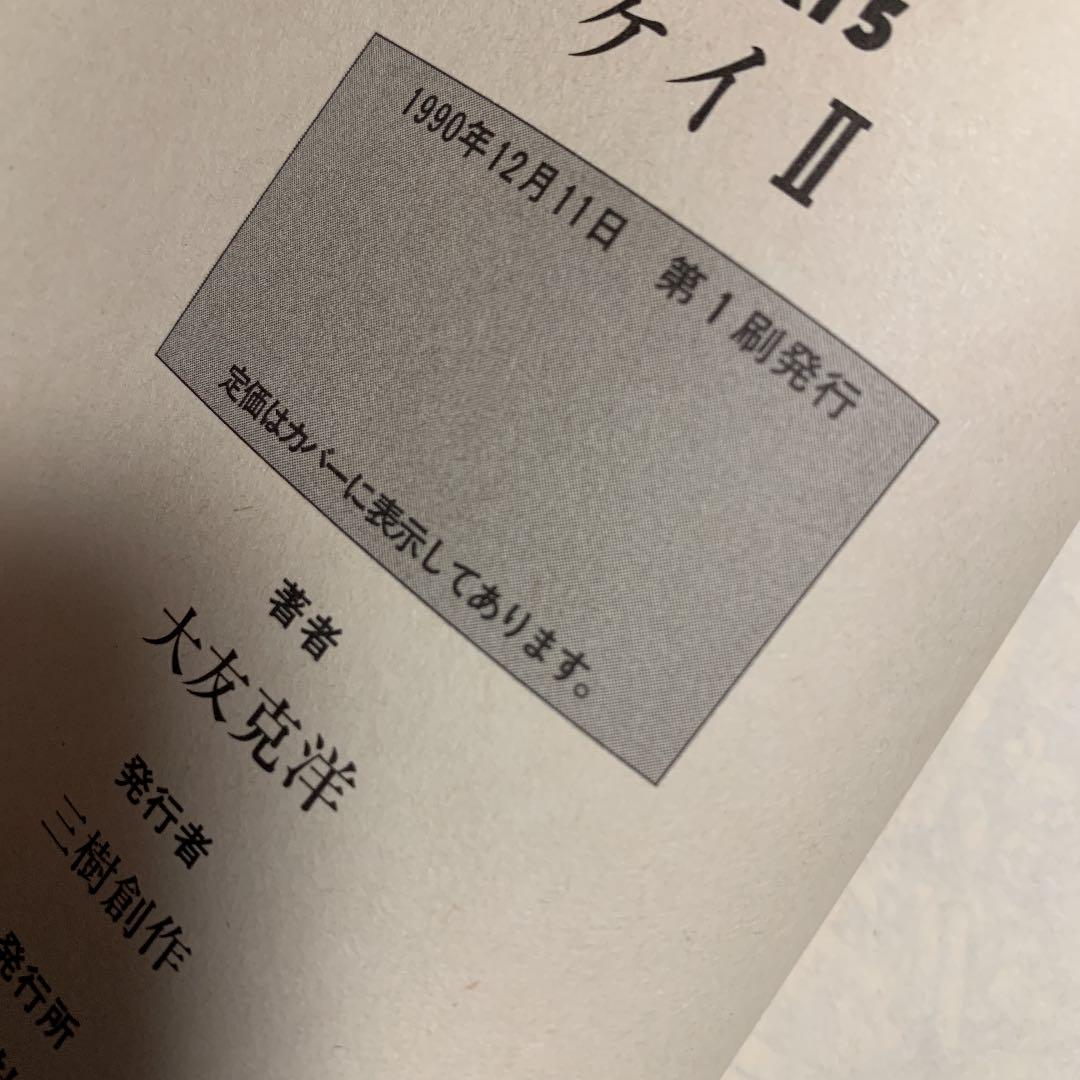 5
ケイ II
1990年12月11日 第1刷発行
定価はカバーに表示してあります。
著者
大友克洋
発行者
三樹創作
発行所